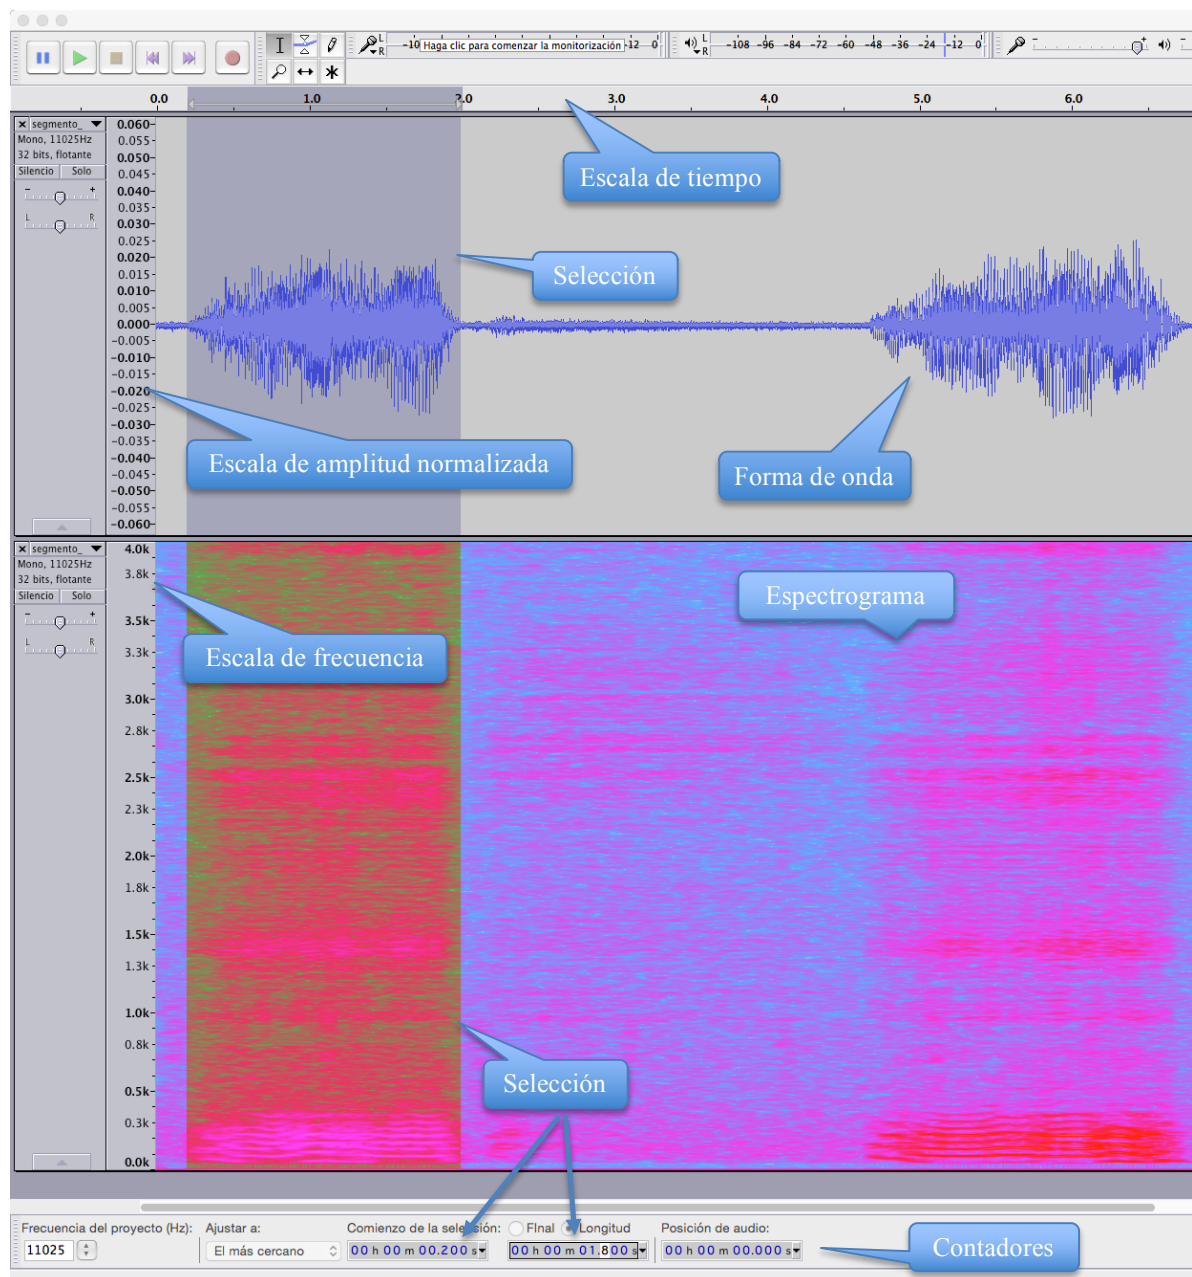 L
R
-10 Haga clic para comenzar la monitorización -12 0
L
R
-108 -96 -84 -72 -60 -48 -36 -24 -12 0
- +
-
0.0 1.0 2.0 3.0 4.0 5.0 6.0
segmento_
Mono, 11025Hz
32 bits, flotante
Silencio Solo
- +
L R
0.060
0.055
0.050
0.045
0.040
0.035
0.030
0.025
0.020
0.015
0.010
0.005
0.000
-0.005
-0.010
-0.015
-0.020
-0.025
-0.030
-0.035
-0.040
-0.045
-0.050
-0.055
-0.060
Escala de tiempo
Selección
Escala de amplitud normalizada
Forma de onda
segmento_
Mono, 11025Hz
32 bits, flotante
Silencio Solo
- +
L R
4.0k
3.8k
3.5k
3.3k
3.0k
2.8k
2.5k
2.3k
2.0k
1.8k
1.5k
1.3k
1.0k
0.8k
0.5k
0.3k
0.0k
Espectrograma
Escala de frecuencia
Selección
Frecuencia del proyecto (Hz): Ajustar a: Comienzo de la selección: FInal Longitud Posición de audio:
11025 El más cercano 00 h 00 m 00.200 s 00 h 00 m 01.800 s 00 h 00 m 00.000 s
Contadores